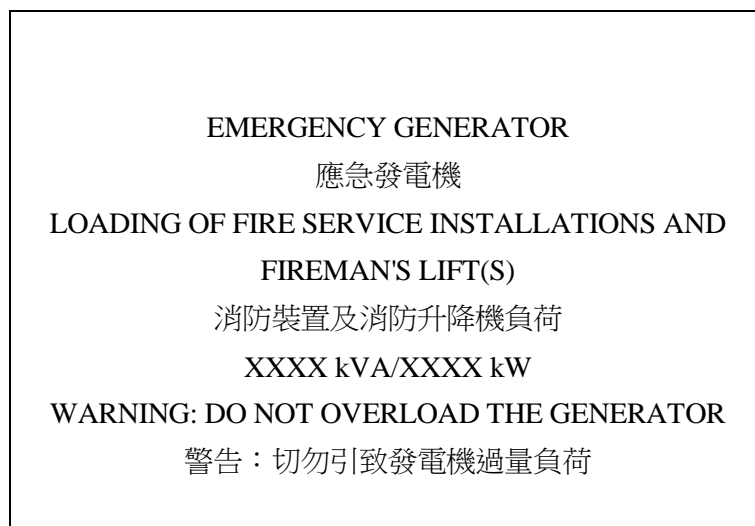 EMERGENCY GENERATOR
應急發電機
LOADING OF FIRE SERVICE INSTALLATIONS AND
FIREMAN'S LIFT(S)
消防裝置及消防升降機負荷
XXXX kVA/XXXX kW
WARNING: DO NOT OVERLOAD THE GENERATOR
警告：切勿引致發電機過量負荷